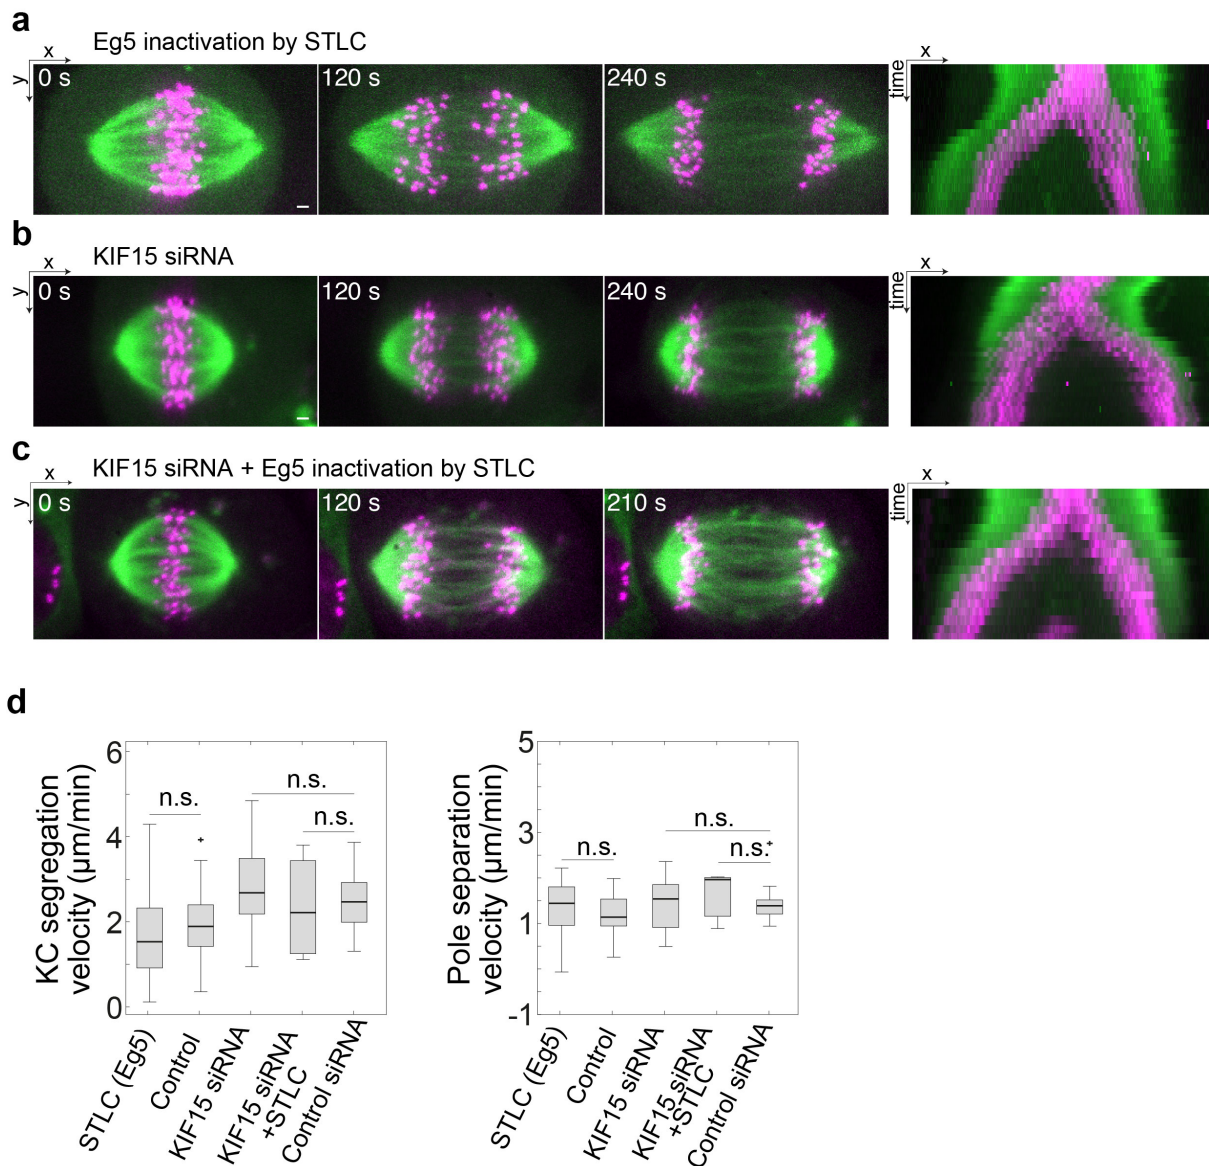 a
Eg5 inactivation by STLC
x
y
0 s
120 s
240 s
x
time
b
KIF15 siRNA
x
y
0 s
120 s
240 s
x
time
c
KIF15 siRNA + Eg5 inactivation by STLC
x
y
0 s
120 s
210 s
x
time
d
KC segregation
velocity (µm/min)
6
4
2
0
n.s.
n.s.
n.s.
STLC (Eg5)
Control
KIF15 siRNA
KIF15 siRNA
+STLC
Control siRNA
Pole separation
velocity (µm/min)
5
3
1
-1
n.s.
n.s.
n.s.
STLC (Eg5)
Control
KIF15 siRNA
KIF15 siRNA
+STLC
Control siRNA